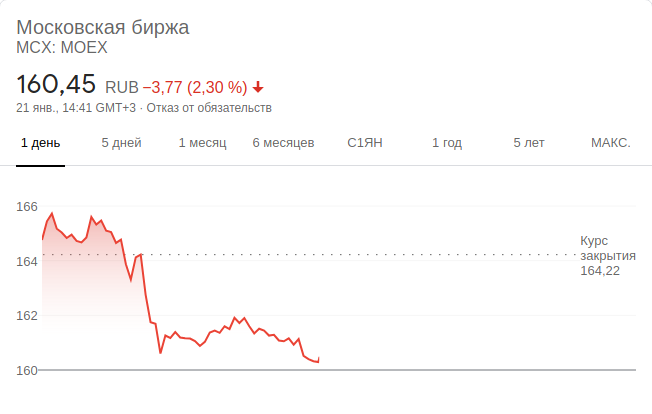 Московская биржа
MCX: MOEX
160,45 RUB −3,77 (2,30 %)
21 янв., 14:41 GMT+3 · Отказ от обязательств
1 день 5 дней 1 месяц 6 месяцев С1ЯН 1 год 5 лет МАКС.
166
Курс
закрытия
164,22
164
162
160